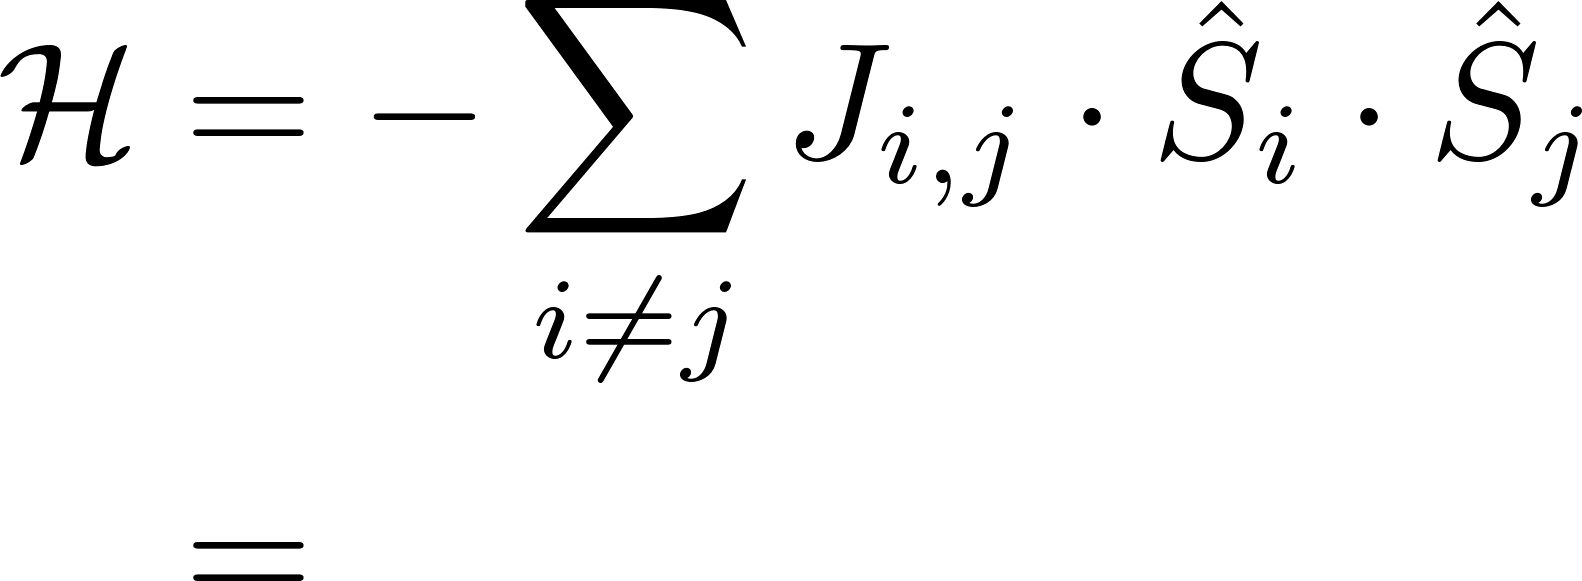 ℋ = − ∑_{i≠j} J_{i,j} · Ŝ_i · Ŝ_j
=